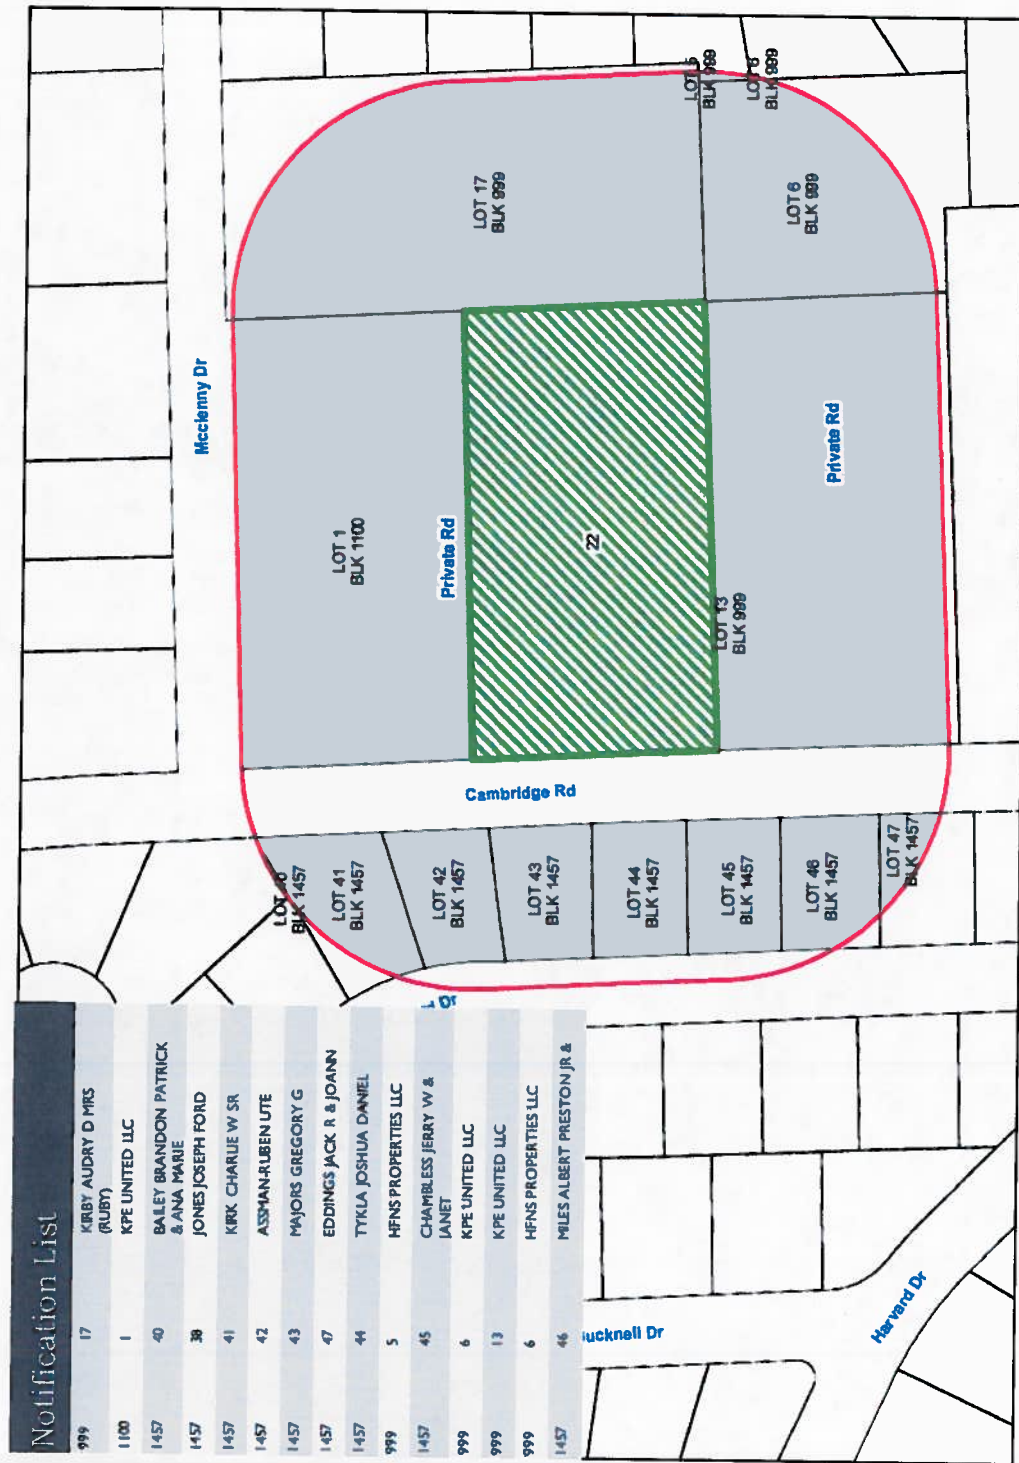 Notification List
999 17 KIRBY AUDRY D MRS
(RUBY)
1100 1 KPE UNITED LLC
1457 40 BAILEY BRANDON PATRICK
& ANA MARIE
1457 38 JONES JOSEPH FORD
1457 41 KIRK CHARLIE W SR
1457 42 ASSMAN-RUBEN UTE
1457 43 MAJORS GREGORY G
1457 47 EDDINGS JACK R & JOANN
1457 44 TYKLA JOSHUA DANIEL
999 5 HFNS PROPERTIES LLC
1457 45 CHAMBLESS JERRY W &
JANET
999 6 KPE UNITED LLC
999 13 KPE UNITED LLC
999 6 HFNS PROPERTIES LLC
1457 46 MILES ALBERT PRESTON JR &
Mcclenny Dr
LOT 17
BLK 999
LOT 5
BLK 999
LOT 6
BLK 999
LOT 6
BLK 999
LOT 1
BLK 1100
Private Rd
22
Private Rd
LOT 13
BLK 999
Cambridge Rd
LOT 40
BLK 1457
LOT 41
BLK 1457
LOT 42
BLK 1457
LOT 43
BLK 1457
LOT 44
BLK 1457
LOT 45
BLK 1457
LOT 46
BLK 1457
LOT 47
BLK 1457
Dr
ucknell Dr
Harvard Dr